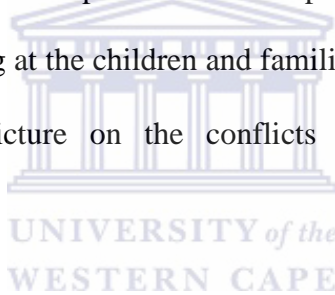 g at the children and famili
icture on the conflicts
UNIVERSITY of the
WESTERN CAPE